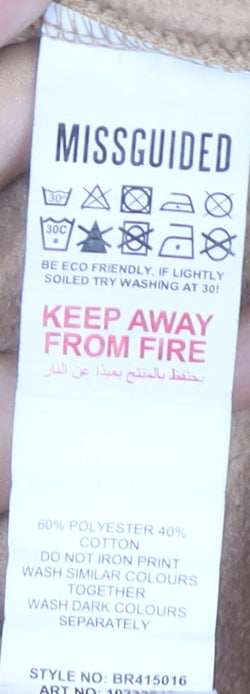 MISSGUIDED
30°
30C
BE ECO FRIENDLY, IF LIGHTLY
SOILED TRY WASHING AT 30!
KEEP AWAY
FROM FIRE
يحتفظ بالمنتج بعيدًا عن النار
60% POLYESTER 40%
COTTON
DO NOT IRON PRINT
WASH SIMILAR COLOURS
TOGETHER
WASH DARK COLOURS
SEPARATELY
STYLE NO: BR415016
ART NO: